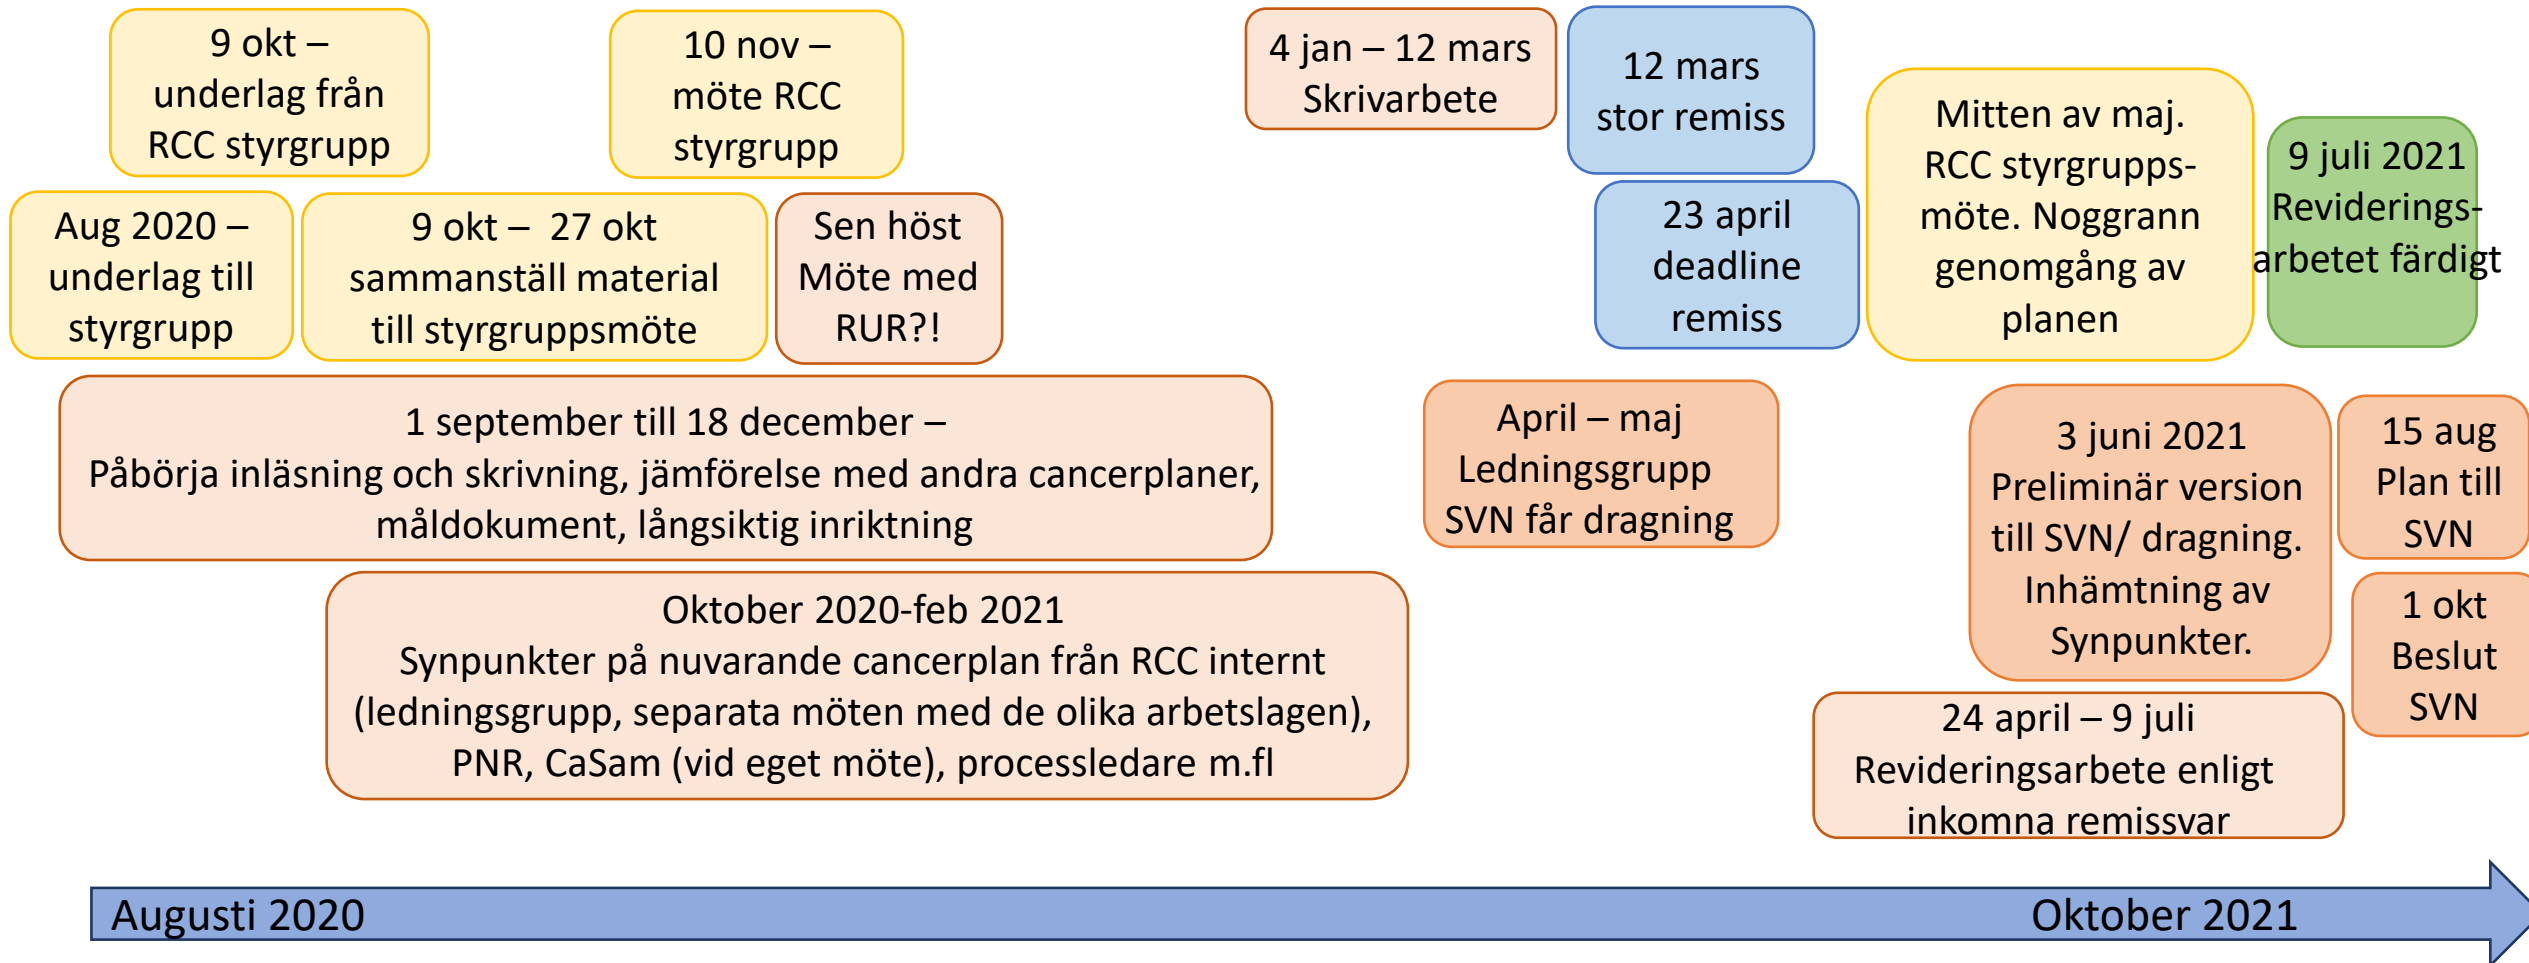 9 okt –
underlag från
RCC styrgrupp
10 nov –
möte RCC
styrgrupp
4 jan – 12 mars
Skrivarbete
12 mars
stor remiss
Mitten av maj.
RCC styrgrupps-
möte. Noggrann
genomgång av
planen
9 juli 2021
Reviderings-
arbetet färdigt
Aug 2020 –
underlag till
styrgrupp
9 okt – 27 okt
sammanställ material
till styrgruppsmöte
Sen höst
Möte med
RUR?!
23 april
deadline
remiss
1 september till 18 december –
Påbörja inläsning och skrivning, jämförelse med andra cancerplaner,
måldokument, långsiktig inriktning
April – maj
Ledningsgrupp
SVN får dragning
3 juni 2021
Preliminär version
till SVN/ dragning.
Inhämtning av
Synpunkter.
15 aug
Plan till
SVN
Oktober 2020-feb 2021
Synpunkter på nuvarande cancerplan från RCC internt
(ledningsgrupp, separata möten med de olika arbetslagen),
PNR, CaSam (vid eget möte), processledare m.fl
1 okt
Beslut
SVN
24 april – 9 juli
Revideringsarbete enligt
inkomna remissvar
Augusti 2020
Oktober 2021